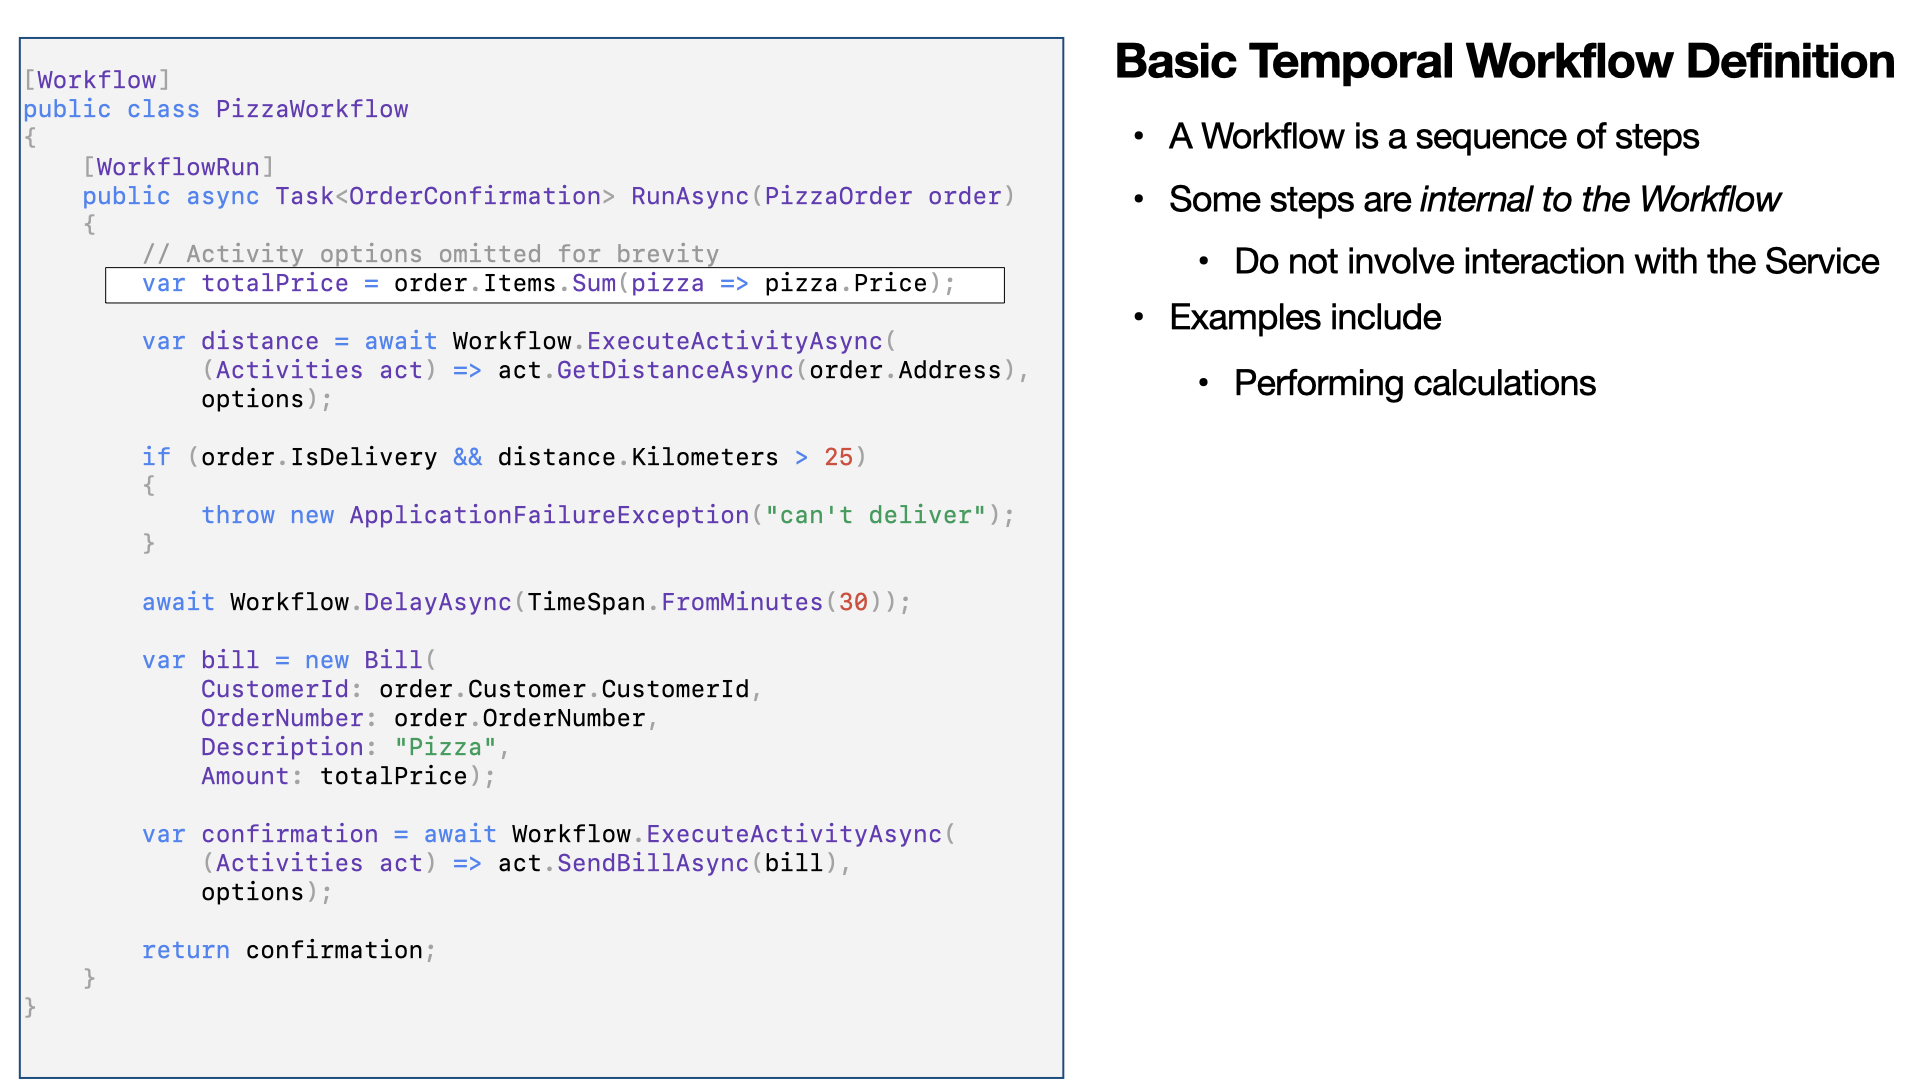 [Workflow]
public class PizzaWorkflow
{
    [WorkflowRun]
    public async Task<OrderConfirmation> RunAsync(PizzaOrder order)
    {
        // Activity options omitted for brevity
        var totalPrice = order.Items.Sum(pizza => pizza.Price);

        var distance = await Workflow.ExecuteActivityAsync(
            (Activities act) => act.GetDistanceAsync(order.Address),
            options);

        if (order.IsDelivery && distance.Kilometers > 25)
        {
            throw new ApplicationFailureException("can't deliver");
        }

        await Workflow.DelayAsync(TimeSpan.FromMinutes(30));

        var bill = new Bill(
            CustomerId: order.Customer.CustomerId,
            OrderNumber: order.OrderNumber,
            Description: "Pizza",
            Amount: totalPrice);

        var confirmation = await Workflow.ExecuteActivityAsync(
            (Activities act) => act.SendBillAsync(bill),
            options);

        return confirmation;
    }
}
Basic Temporal Workflow Definition
• A Workflow is a sequence of steps
• Some steps are internal to the Workflow
• Do not involve interaction with the Service
• Examples include
• Performing calculations